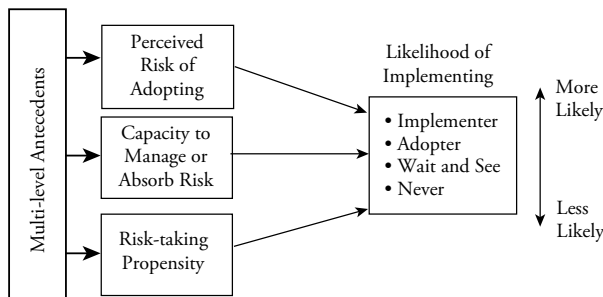 Multi-level Antecedents
Perceived
Risk of
Adopting
Capacity to
Manage or
Absorb Risk
Risk-taking
Propensity
Likelihood of
Implementing
• Implementer
• Adopter
• Wait and See
• Never
More
Likely
Less
Likely